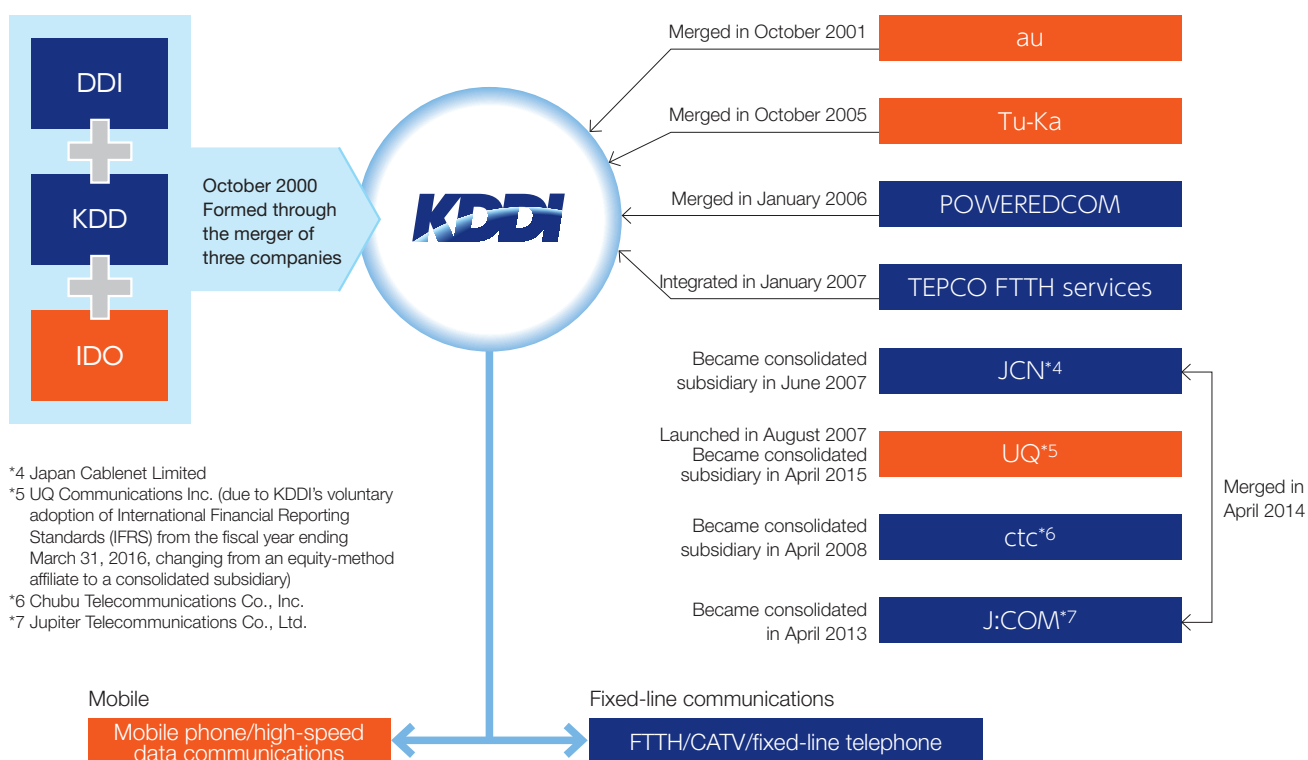 DDI
KDD
IDO
October 2000
Formed through
the merger of
three companies
KDDI
Merged in October 2001
au
Merged in October 2005
Tu-Ka
Merged in January 2006
POWEREDCOM
Integrated in January 2007
TEPCO FTTH services
Became consolidated
subsidiary in June 2007
JCN*4
Launched in August 2007
Became consolidated
subsidiary in April 2015
UQ*5
Became consolidated
subsidiary in April 2008
ctc*6
Became consolidated
in April 2013
J:COM*7
Merged in
April 2014
*4 Japan Cablenet Limited
*5 UQ Communications Inc. (due to KDDI's voluntary
adoption of International Financial Reporting
Standards (IFRS) from the fiscal year ending
March 31, 2016, changing from an equity-method
affiliate to a consolidated subsidiary)
*6 Chubu Telecommunications Co., Inc.
*7 Jupiter Telecommunications Co., Ltd.
Mobile
Mobile phone/high-speed
data communications
Fixed-line communications
FTTH/CATV/fixed-line telephone